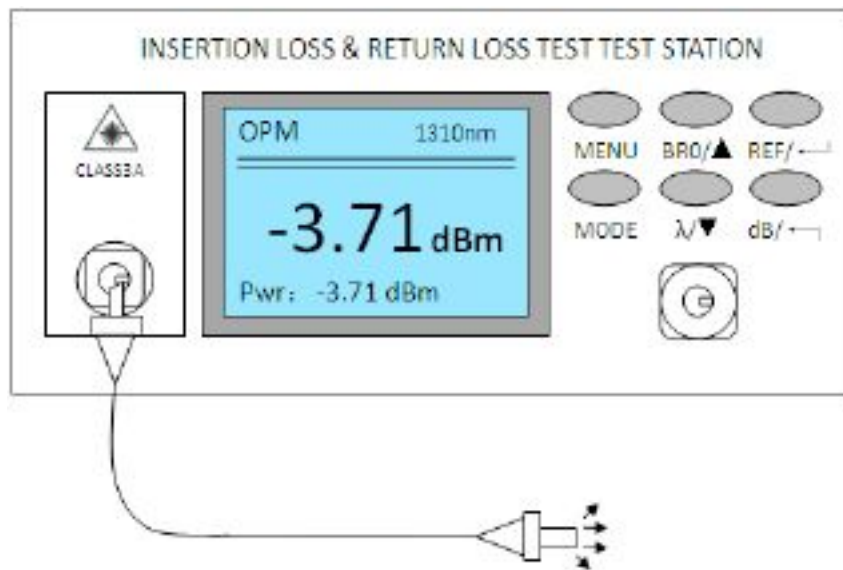 INSERTION LOSS & RETURN LOSS TEST TEST STATION
CLASS3A
OPM 1310nm
-3.71 dBm
Pwr: -3.71 dBm
MENU BR0/▲ REF/←
MODE λ/▼ dB/←